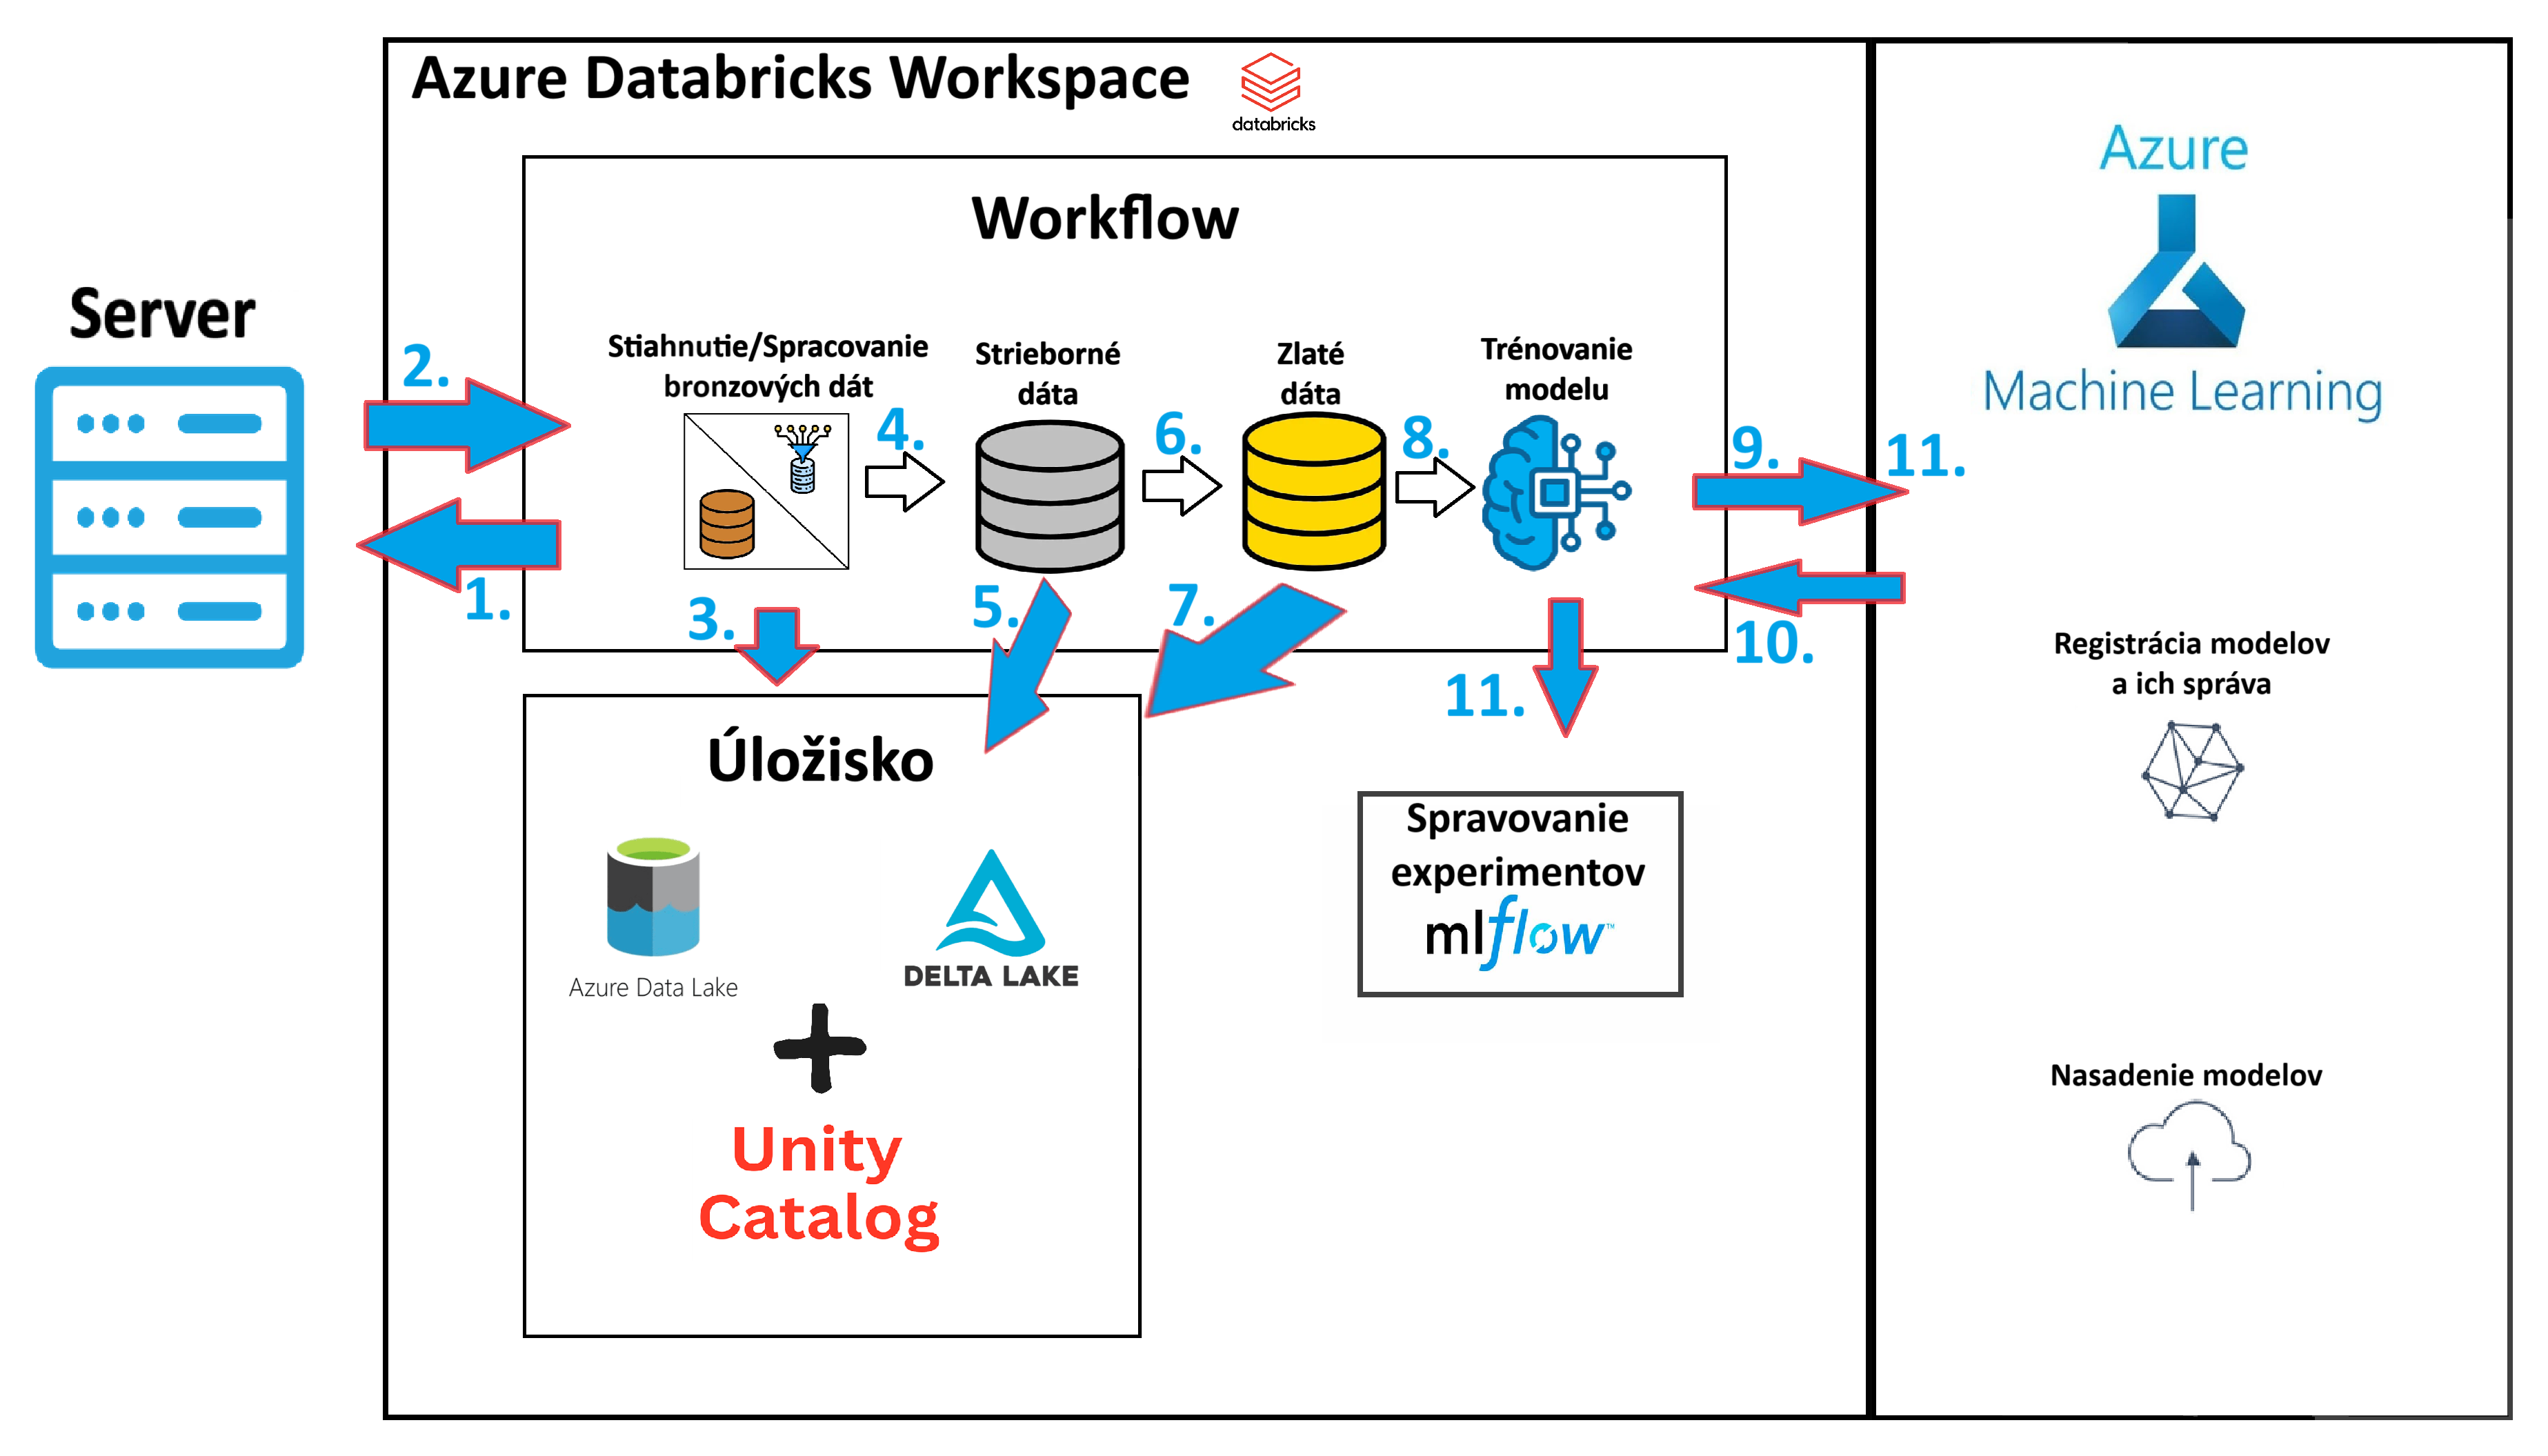 Azure Databricks Workspace
databricks
Workflow
Server
Stiahnutie/Spracovanie
bronzových dát
Strieborné
dáta
Zlaté
dáta
Trénovanie
modelu
2.
1.
3.
4.
5.
6.
7.
8.
9.
10.
11.
11.
Úložisko
Azure Data Lake
DELTA LAKE
Unity
Catalog
Spravovanie
experimentov
mlflow™
Azure
Machine Learning
Registrácia modelov
a ich správa
Nasadenie modelov